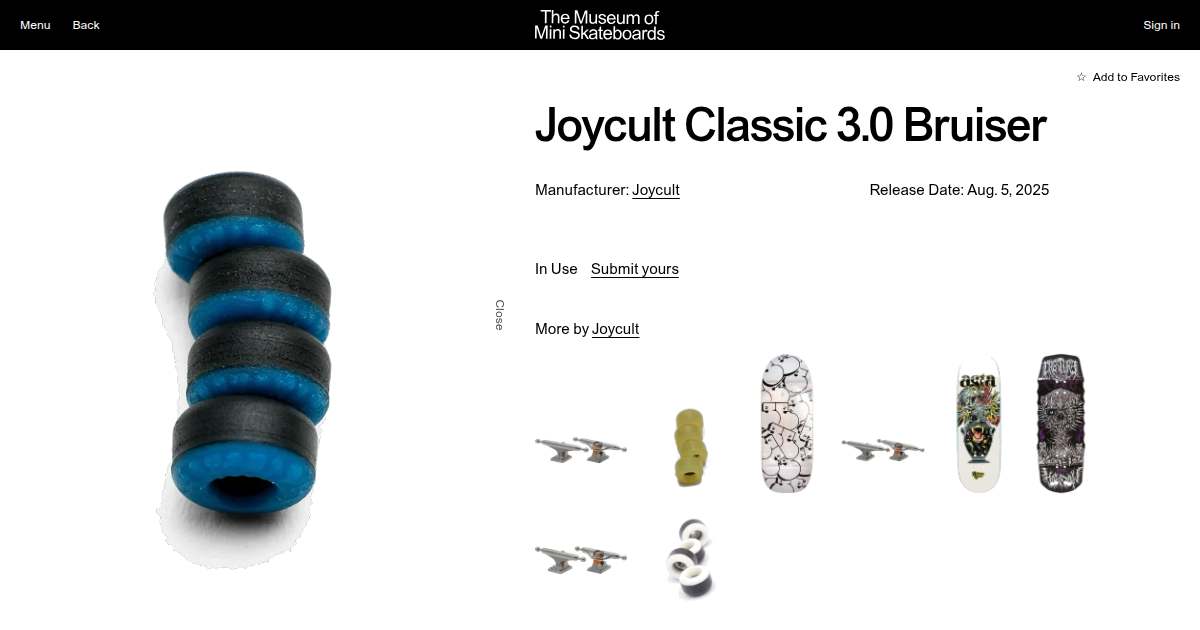 Menu
Back
The Museum of
Mini Skateboards
Sign in
☆ Add to Favorites
Joycult Classic 3.0 Bruiser
Manufacturer: Joycult
Release Date: Aug. 5, 2025
In Use
Submit yours
Close
More by Joycult